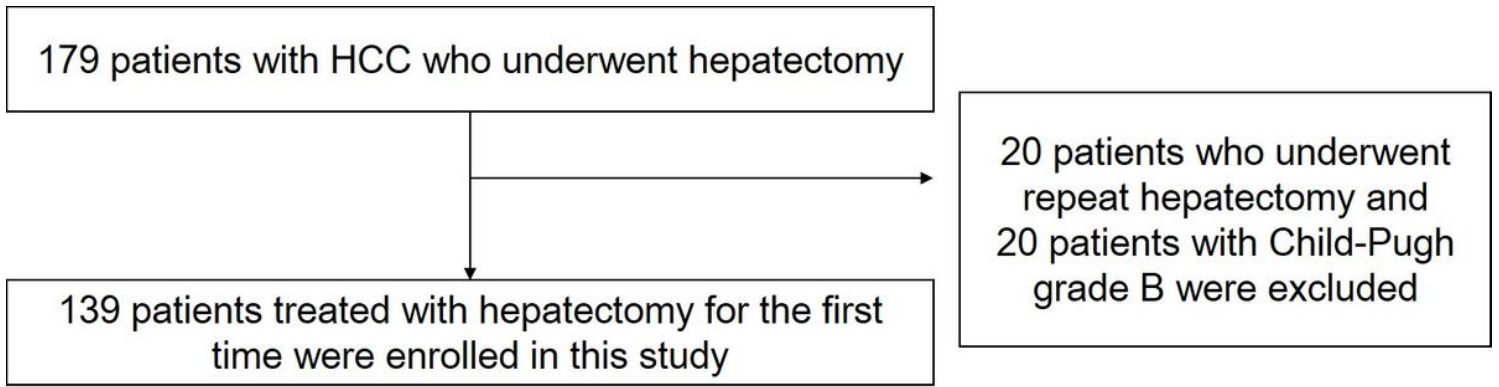 179 patients with HCC who underwent hepatectomy
20 patients who underwent
repeat hepatectomy and
20 patients with Child-Pugh
grade B were excluded
139 patients treated with hepatectomy for the first
time were enrolled in this study